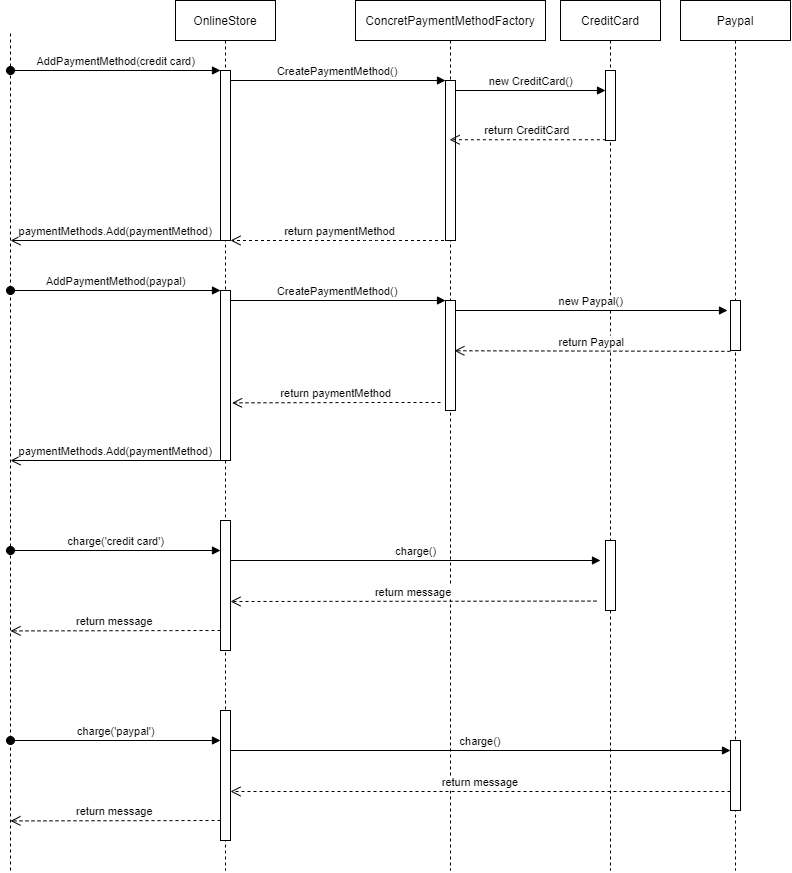 OnlineStore
ConcretPaymentMethodFactory
CreditCard
Paypal
AddPaymentMethod(credit card)
CreatePaymentMethod()
new CreditCard()
return CreditCard
paymentMethods.Add(paymentMethod)
return paymentMethod
AddPaymentMethod(paypal)
CreatePaymentMethod()
new Paypal()
return Paypal
return paymentMethod
paymentMethods.Add(paymentMethod)
charge('credit card')
charge()
return message
return message
charge('paypal')
charge()
return message
return message